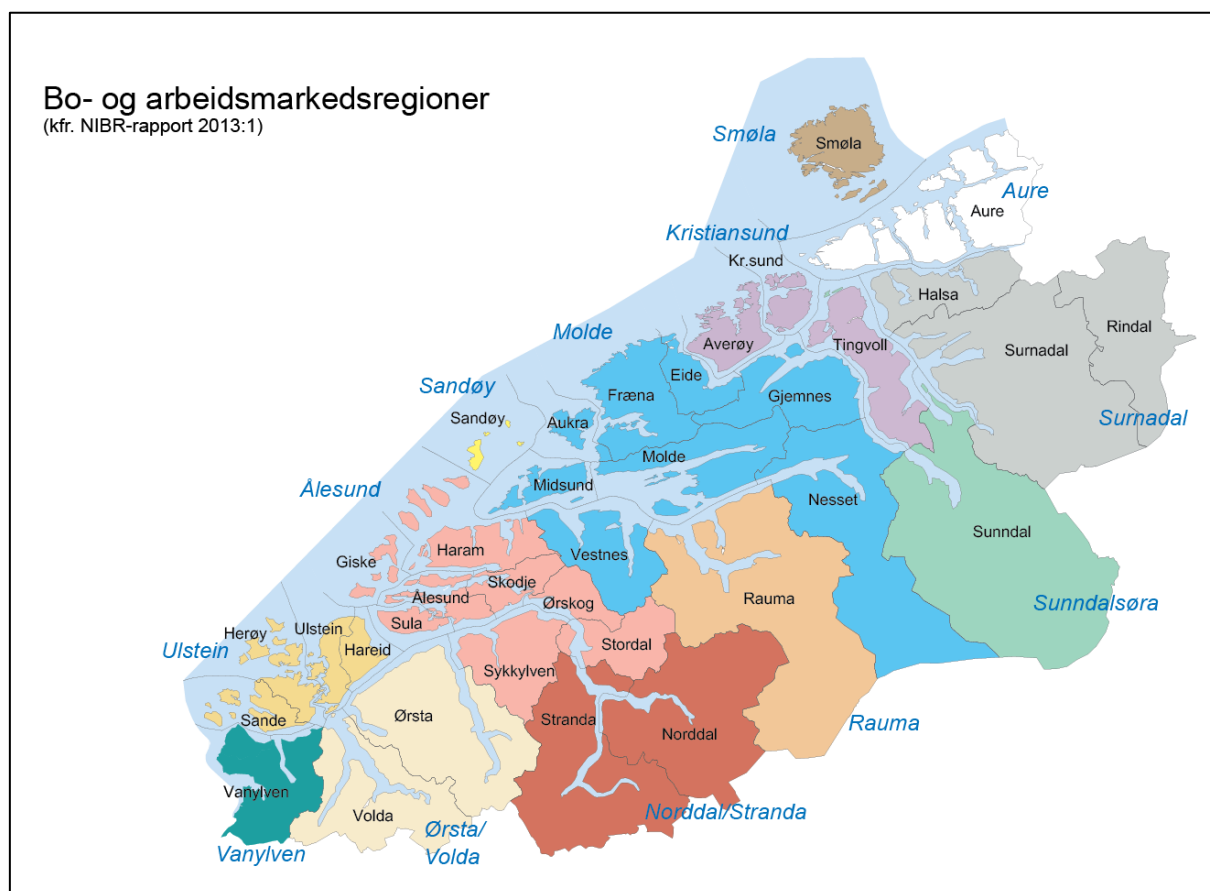 Bo- og arbeidsmarkedsregioner
(kfr. NIBR-rapport 2013:1)
Smøla
Smøla
Aure
Aure
Kristiansund
Kr.sund
Halsa
Rindal
Molde
Averøy
Tingvoll
Surnadal
Eide
Sandøy
Fræna
Gjemnes
Sandøy
Aukra
Surnadal
Molde
Ålesund
Midsund
Nesset
Sunndal
Haram
Vestnes
Giske
Skodje
Ålesund
Ørskog
Rauma
Sunndalsøra
Sula
Ulstein
Herøy
Stordal
Ulstein
Hareid
Sykkylven
Ørsta
Sande
Stranda
Norddal
Rauma
Vanylven
Volda
Norddal/Stranda
Ørsta/
Volda
Vanylven